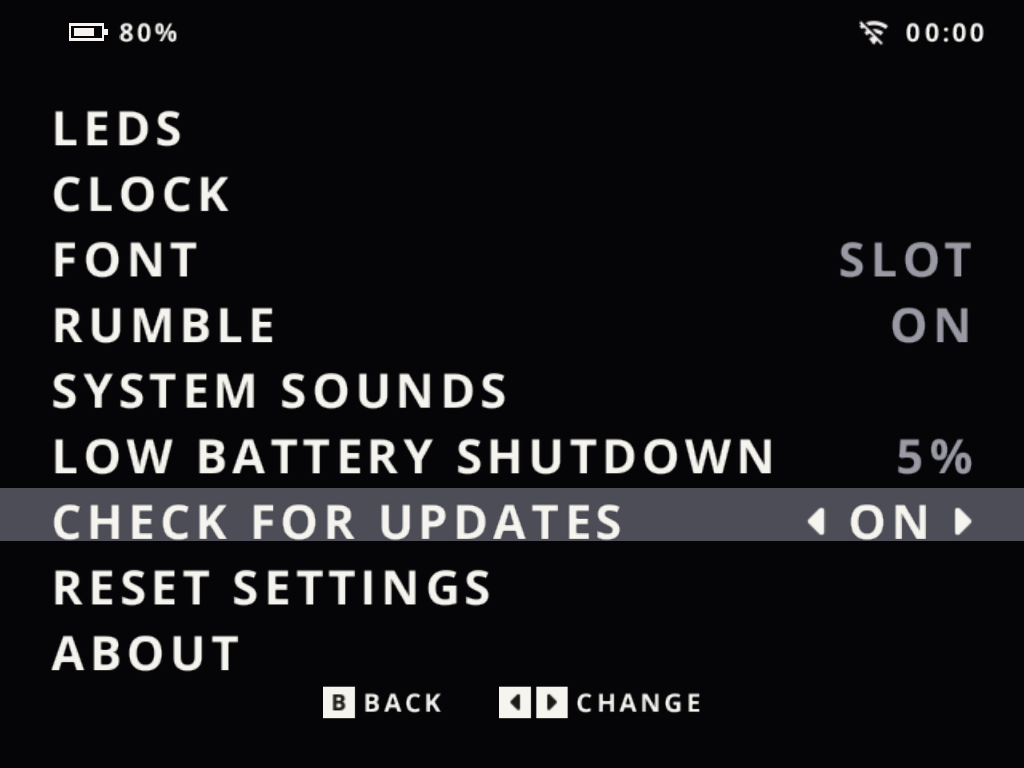 80% 00:00
LEDS
CLOCK
FONT SLOT
RUMBLE ON
SYSTEM SOUNDS
LOW BATTERY SHUTDOWN 5%
CHECK FOR UPDATES ON
RESET SETTINGS
ABOUT
B BACK CHANGE